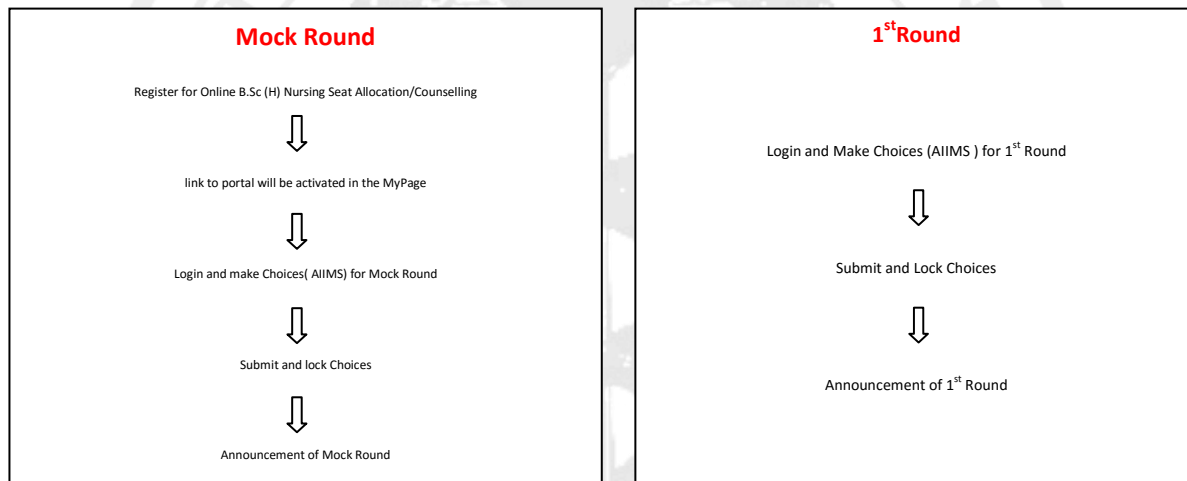 Mock Round
Register for Online B.Sc (H) Nursing Seat Allocation/Counselling
link to portal will be activated in the MyPage
Login and make Choices( AIIMS) for Mock Round
Submit and lock Choices
Announcement of Mock Round
1st Round
Login and Make Choices (AIIMS ) for 1st Round
Submit and Lock Choices
Announcement of 1st Round